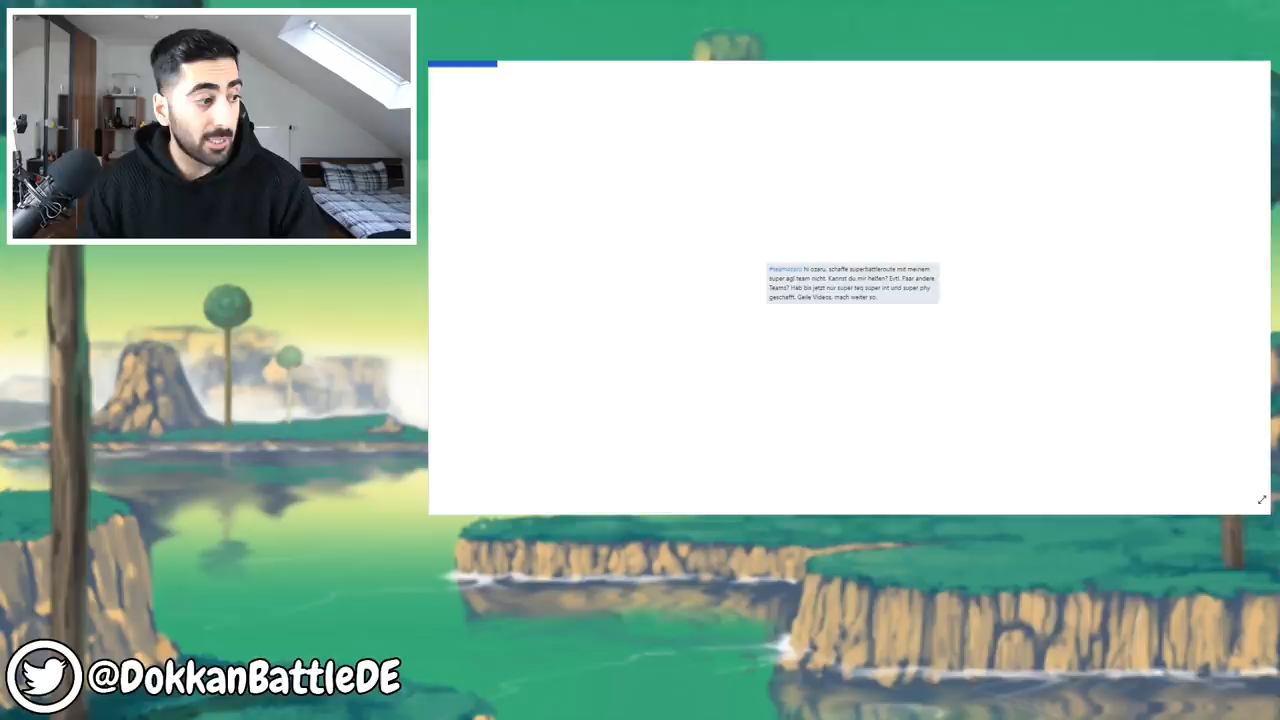 #teamozaru hi ozaru, schaffe superbattleroute mit meinem
super agl team nicht. Kannst du mir helfen? Evtl. Paar andere
Teams? Hab bis jetzt nur super teq super int und super phy
geschafft. Geile Videos, mach weiter so.
@DokkanBattleDE